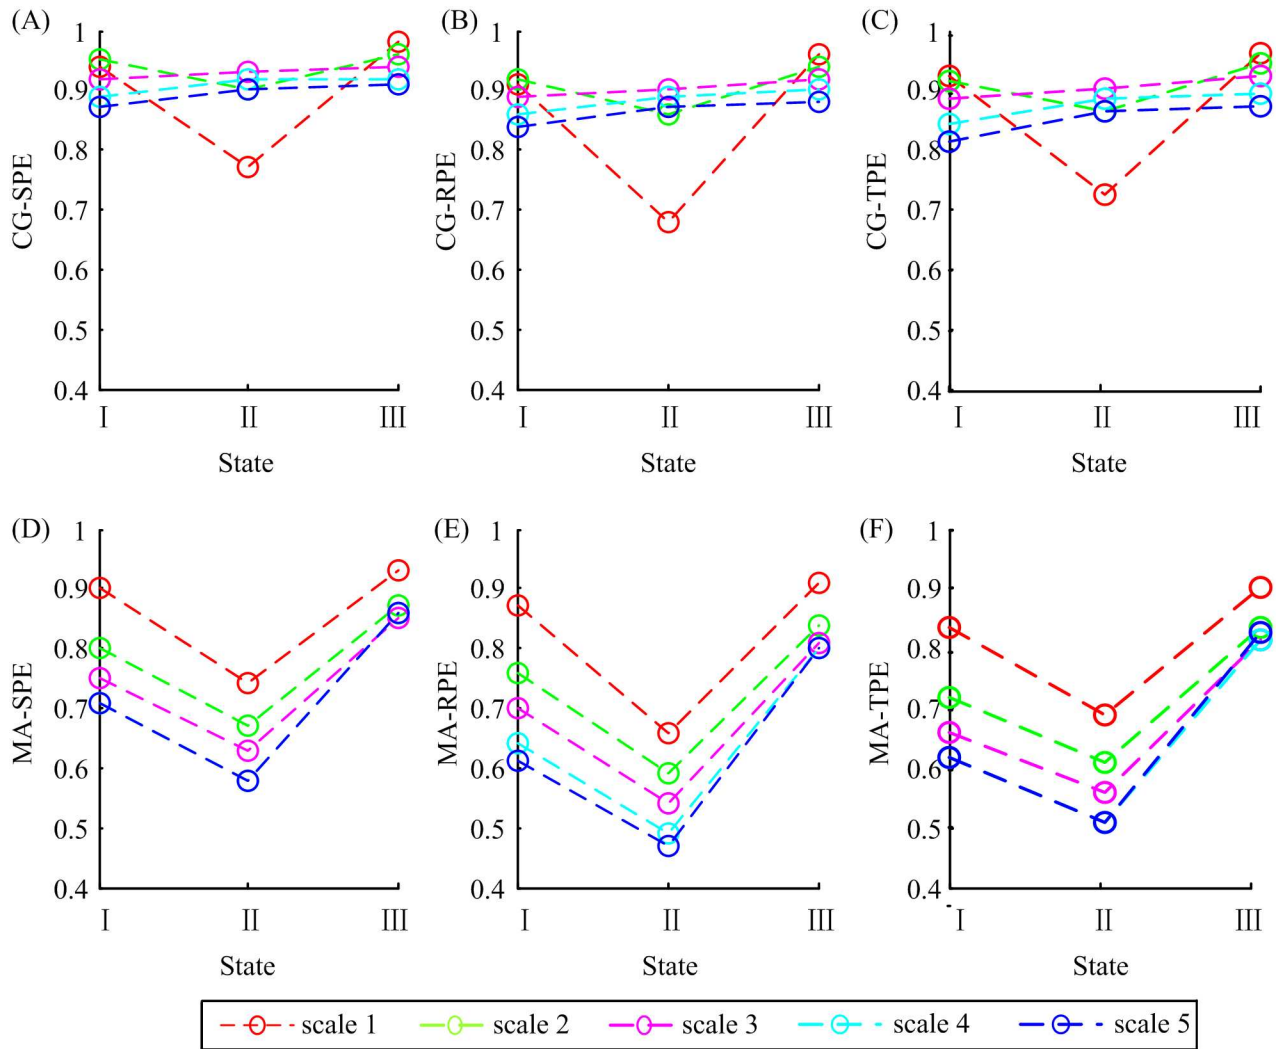 (A)
CG-SPE
1
0.9
0.8
0.7
0.6
0.5
0.4
I II III
State
(B)
CG-RPE
1
0.9
0.8
0.7
0.6
0.5
0.4
I II III
State
(C)
CG-TPE
1
0.9
0.8
0.7
0.6
0.5
0.4
I II III
State
(D)
MA-SPE
1
0.9
0.8
0.7
0.6
0.5
0.4
I II III
State
(E)
MA-RPE
1
0.9
0.8
0.7
0.6
0.5
0.4
I II III
State
(F)
MA-TPE
1
0.9
0.8
0.7
0.6
0.5
0.4
I II III
State
scale 1 scale 2 scale 3 scale 4 scale 5